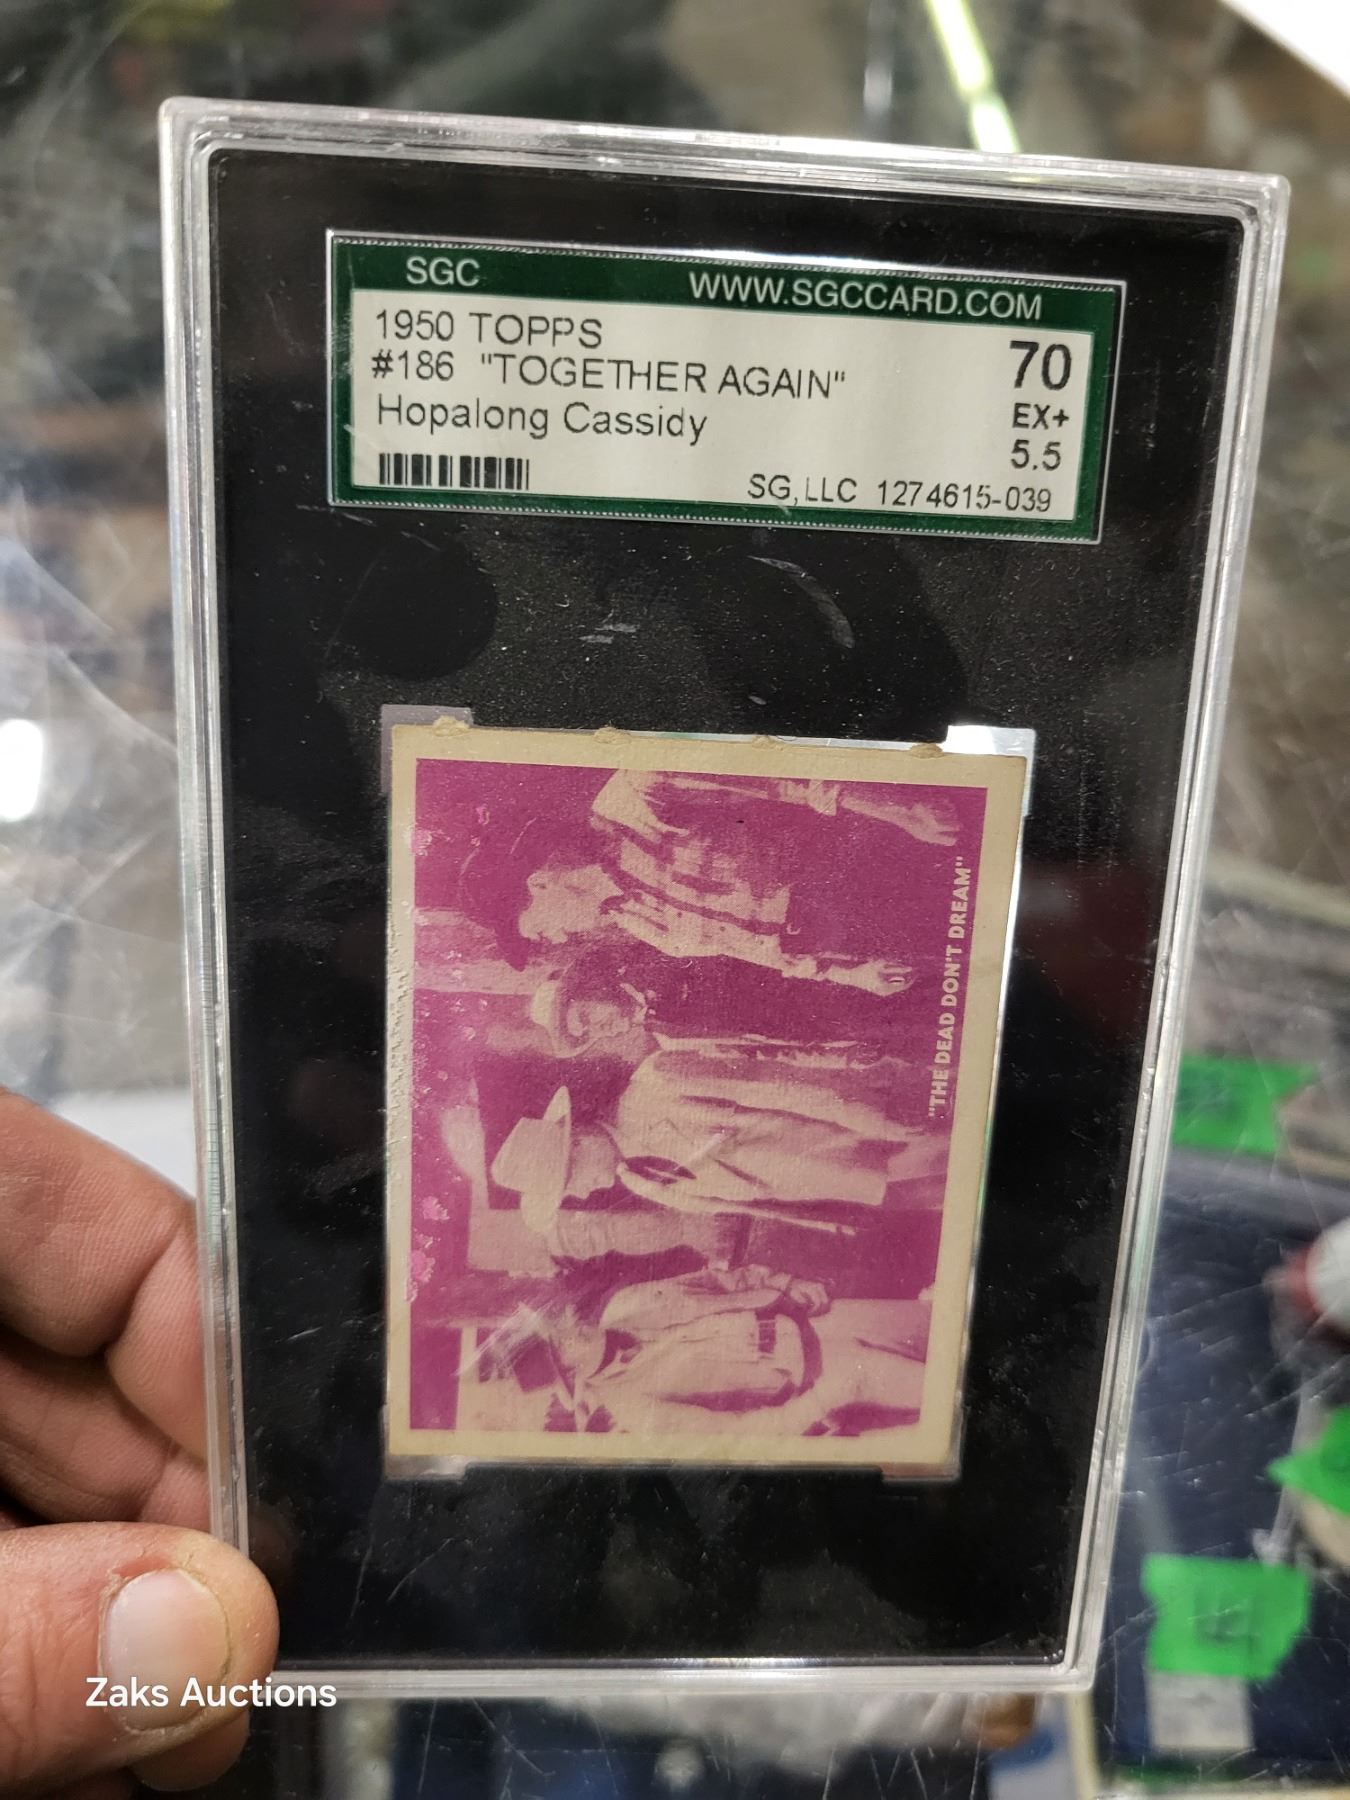 SGC WWW.SGCCARD.COM
1950 TOPPS
#186 "TOGETHER AGAIN"
Hopalong Cassidy
70
EX+
5.5
SG,LLC 1274615-039
"THE DEAD DON'T DREAM"
Zaks Auctions